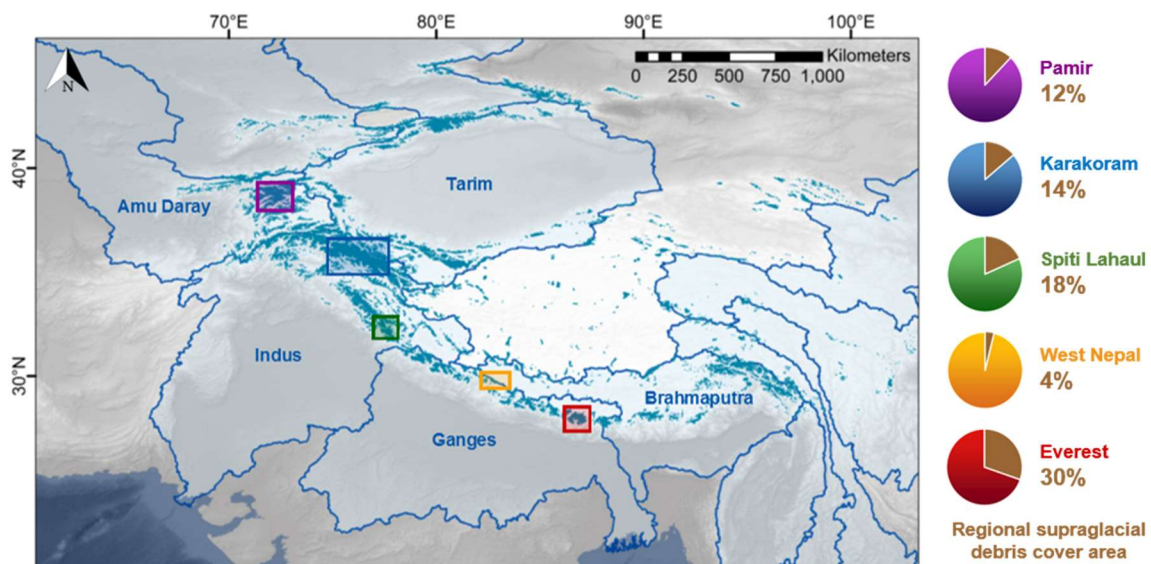 70°E 80°E 90°E 100°E
Kilometers
0 250 500 750 1,000
N
40°N
30°N
Amu Daray
Tarim
Indus
Ganges
Brahmaputra
Pamir
12%
Karakoram
14%
Spiti Lahaul
18%
West Nepal
4%
Everest
30%
Regional supraglacial
debris cover area